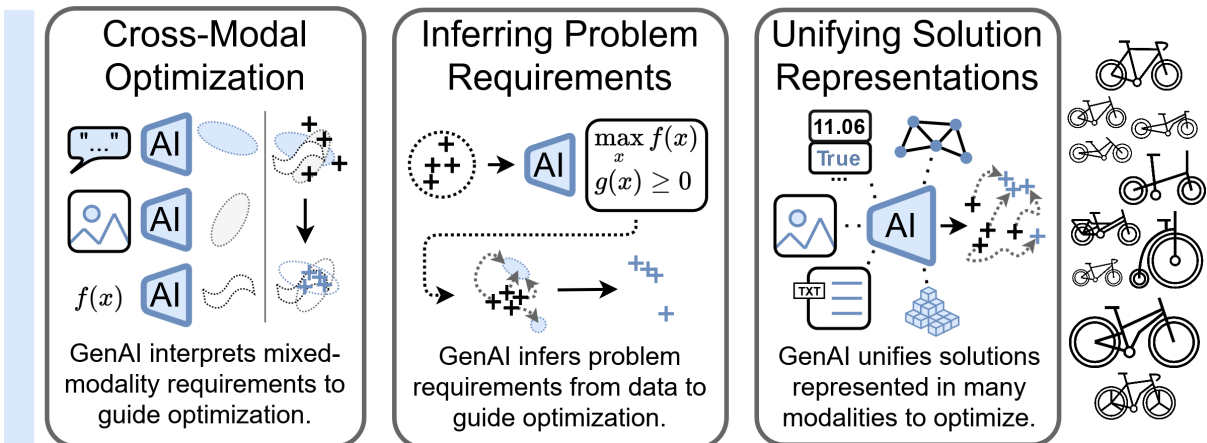 Cross-Modal
Optimization
"..." AI
AI
f(x) AI
GenAI interprets mixed-
modality requirements to
guide optimization.
Inferring Problem
Requirements
AI
max f(x)
x
g(x) ≥ 0
GenAI infers problem
requirements from data to
guide optimization.
Unifying Solution
Representations
11.06
True
...
AI
TXT
GenAI unifies solutions
represented in many
modalities to optimize.